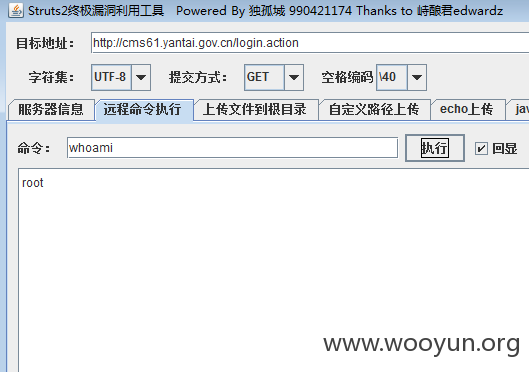 Struts2终极漏洞利用工具 Powered By 独孤城 990421174 Thanks to 峙酿君edwardz
目标地址： http://cms61.yantai.gov.cn/login.action
字符集： UTF-8 提交方式： GET 空格编码 \40
服务器信息 远程命令执行 上传文件到根目录 自定义路径上传 echo上传 jav
命令： whoami 执行 回显
root
www.wooyun.org